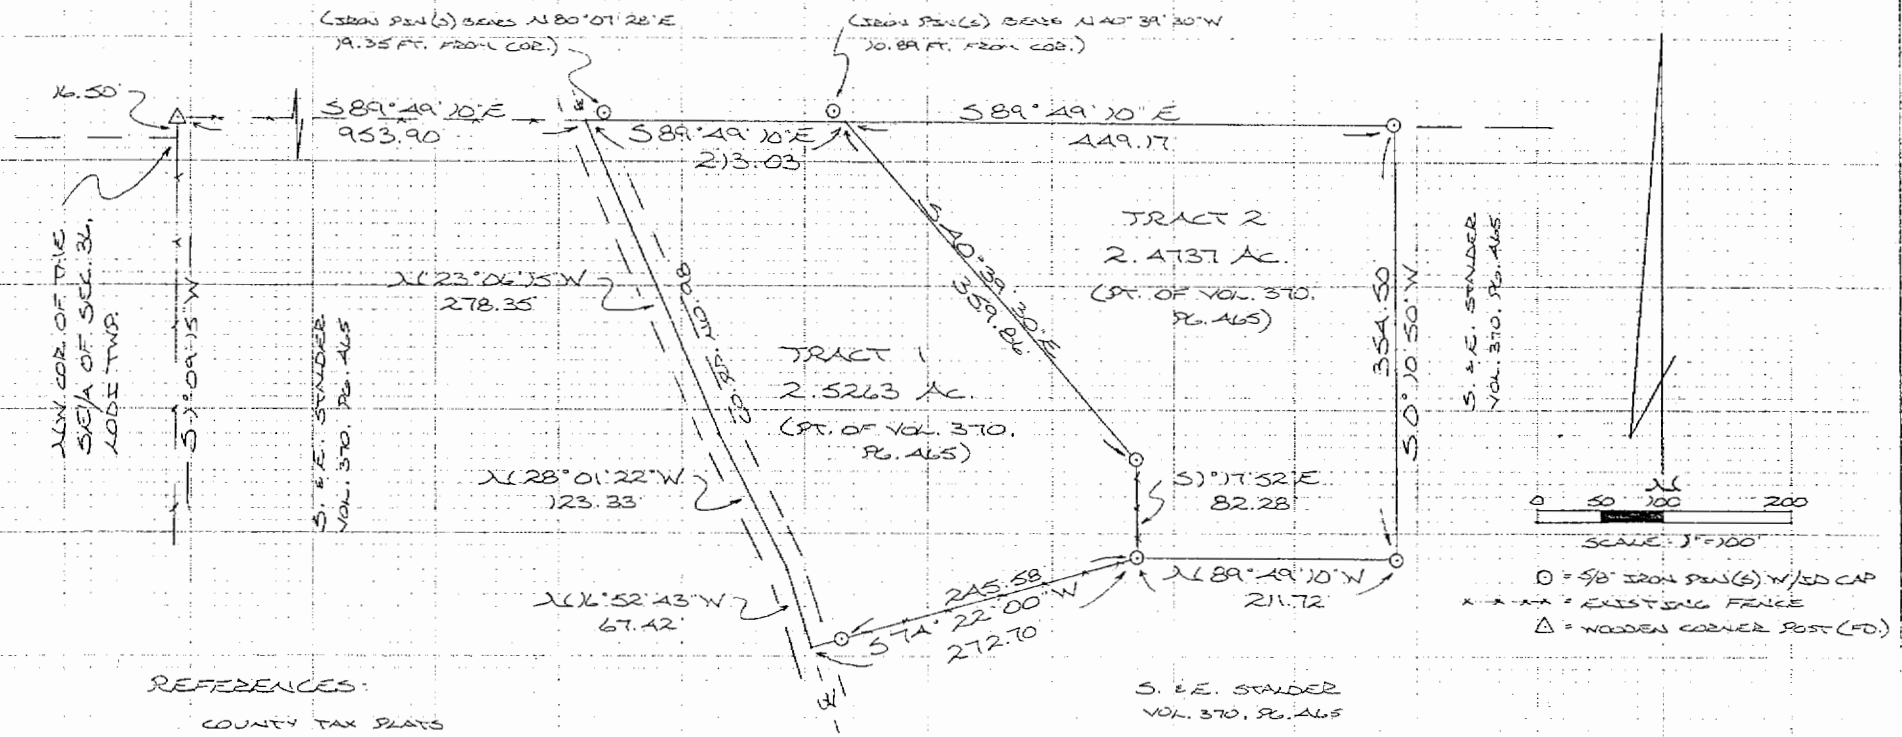 (IRON PIN(S) BEARS N 80°07'28" E
19.35 FT. FROM COR.)
(IRON PIN(S) BEARS N 40°39'30" W
10.89 FT. FROM COR.)
16.50'
S 89°49'10" E
953.90
S 89°49'10" E
213.03
S 89°49'10" E
449.17
NW COR. OF THE
SE/4 OF SEC. 36,
LODI TWP.
S 1°09'15" W
S. & E. STALDER
VOL. 370, PG. 465
N 23°06'15" W
278.35'
S 40°39'30" E
359.86
TRACT 2
2.4737 AC.
(PT. OF VOL. 370,
PG. 465)
354.50
S 0°10'50" W
S. & E. STALDER
VOL. 370, PG. 465
TRACT 1
2.5263 AC.
(PT. OF VOL. 370,
PG. 465)
N 28°01'22" W
123.33'
S 1°17'52" E
82.28'
N 16°52'43" W
67.42'
245.58
S 74°22'00" W
272.70
N 89°49'10" W
211.72
N
0 50 100 200
SCALE: 1"=100'
⊙ = 5/8" IRON PIN(S) W/ID CAP
x-x-x-x = EXISTING FENCE
△ = WOODEN CORNER POST (FD.)
REFERENCES:
COUNTY TAX PLATS
S. & E. STALDER
VOL. 370, PG. 465